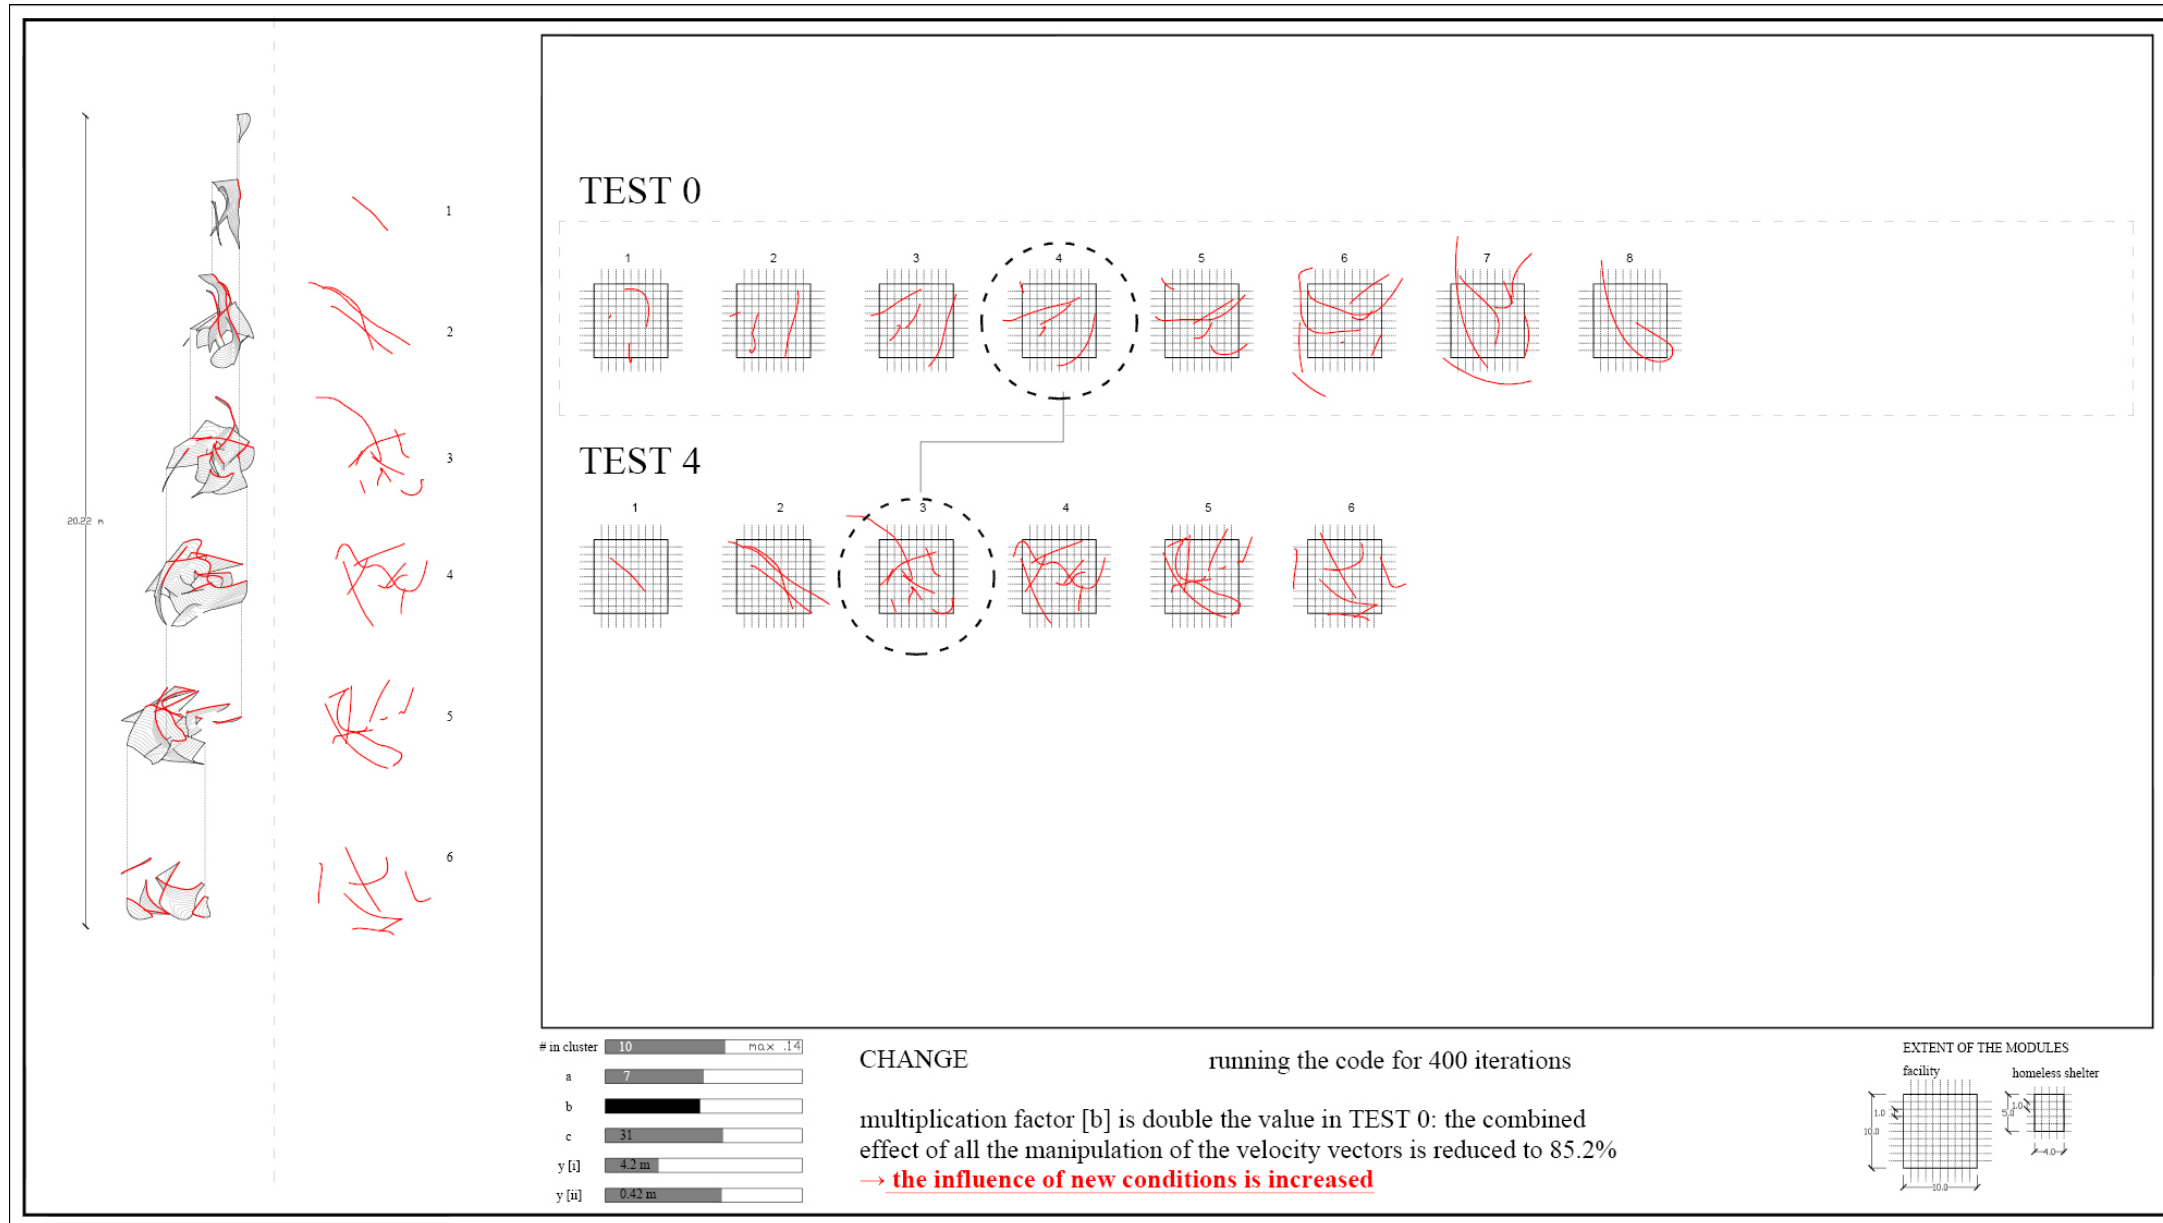 20.22 m
1
2
3
4
5
6
TEST 0
1 2 3 4 5 6 7 8
TEST 4
1 2 3 4 5 6
# in cluster 10 max .14
a 7
b
c 31
y [i] 4.2 m
y [ii] 0.42 m
CHANGE running the code for 400 iterations
multiplication factor [b] is double the value in TEST 0: the combined
effect of all the manipulation of the velocity vectors is reduced to 85.2%
→ the influence of new conditions is increased
EXTENT OF THE MODULES
facility homeless shelter
1.0 10.0 10.0
1.0 5.0 4.0